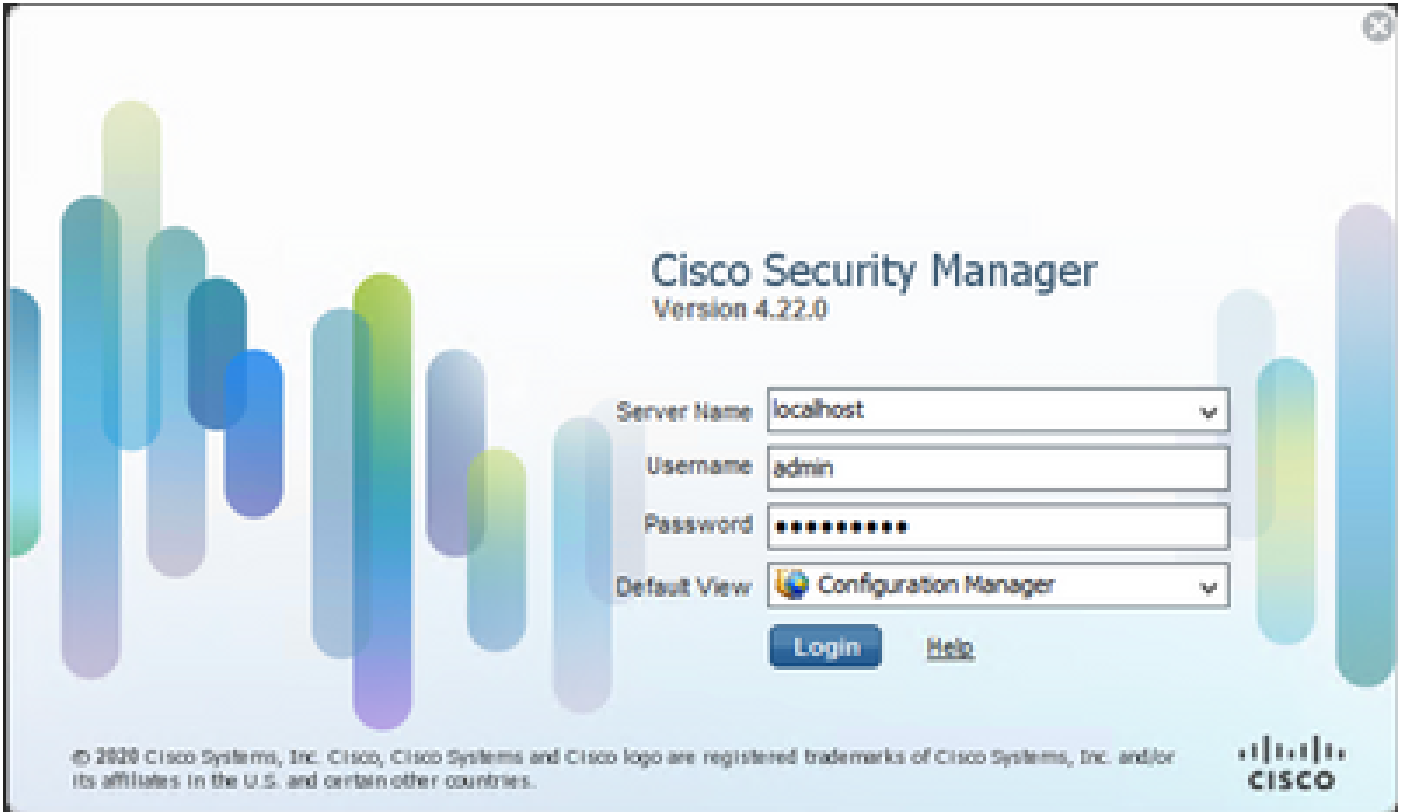 Cisco Security Manager
Version 4.22.0
Server Name localhost
Username admin
Password •••••••••
Default View Configuration Manager
Login Help
© 2020 Cisco Systems, Inc. Cisco, Cisco Systems and Cisco logo are registered trademarks of Cisco Systems, Inc. and/or
its affiliates in the U.S. and certain other countries.
CISCO